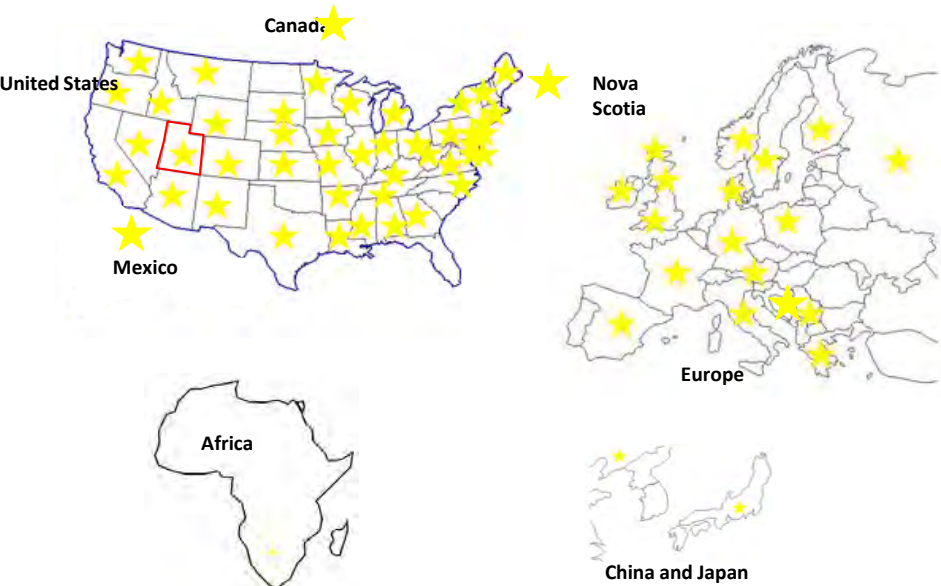 Canada
United States
Nova
Scotia
Mexico
Europe
Africa
China and Japan